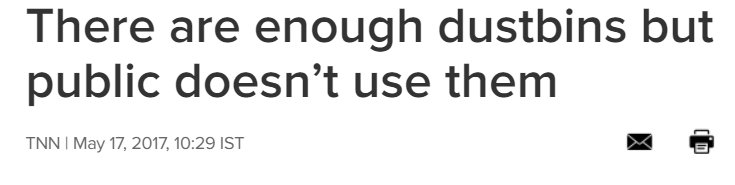 There are enough dustbins but
public doesn’t use them
TNN | May 17, 2017, 10:29 IST